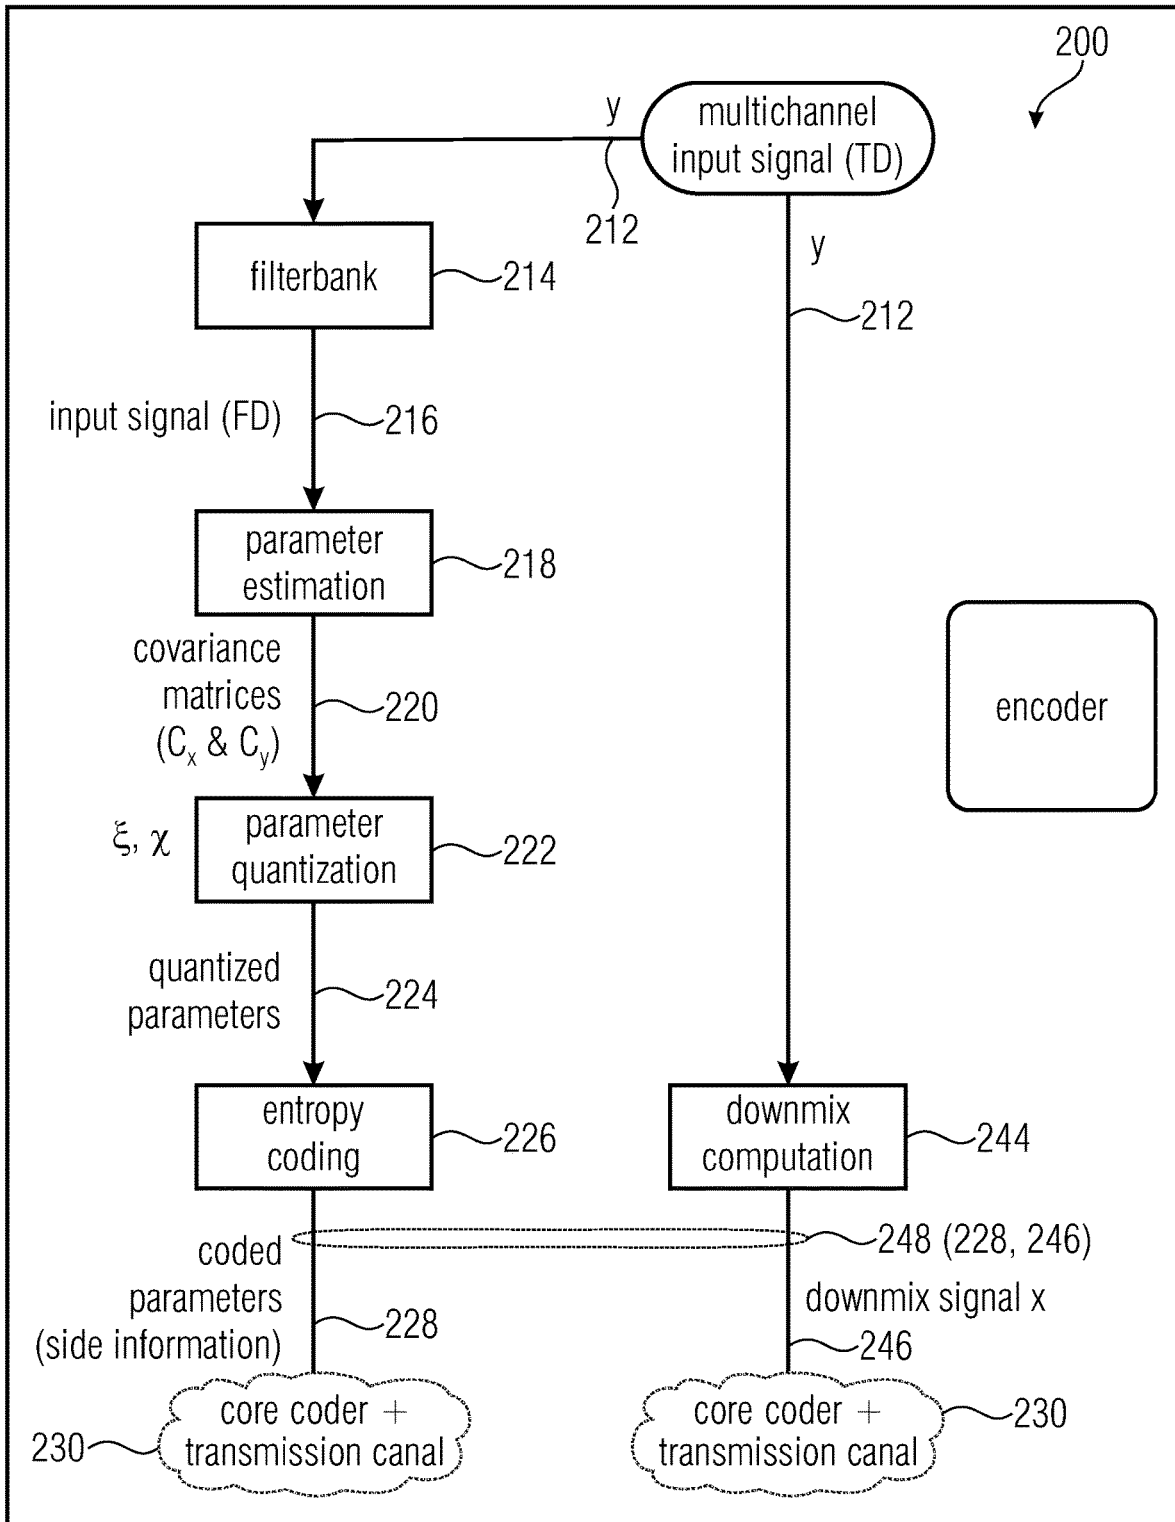 200
multichannel
input signal (TD)
y
212
y
212
filterbank
214
input signal (FD)
216
parameter
estimation
218
covariance
matrices
(Cx & Cy)
220
encoder
ξ, χ
parameter
quantization
222
quantized
parameters
224
entropy
coding
226
downmix
computation
244
248 (228, 246)
coded
parameters
(side information)
228
downmix signal x
246
core coder +
transmission canal
230
core coder +
transmission canal
230